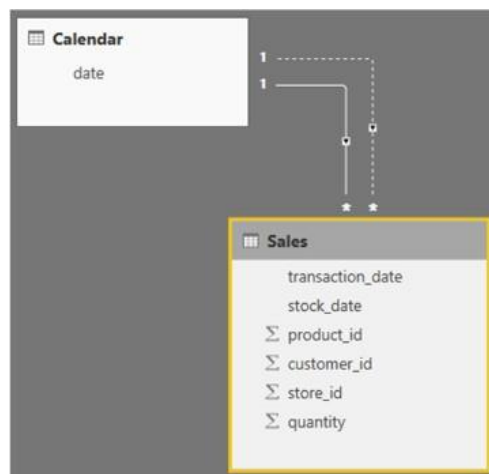 Calendar
date
1
1
* *
Sales
transaction_date
stock_date
Σ product_id
Σ customer_id
Σ store_id
Σ quantity